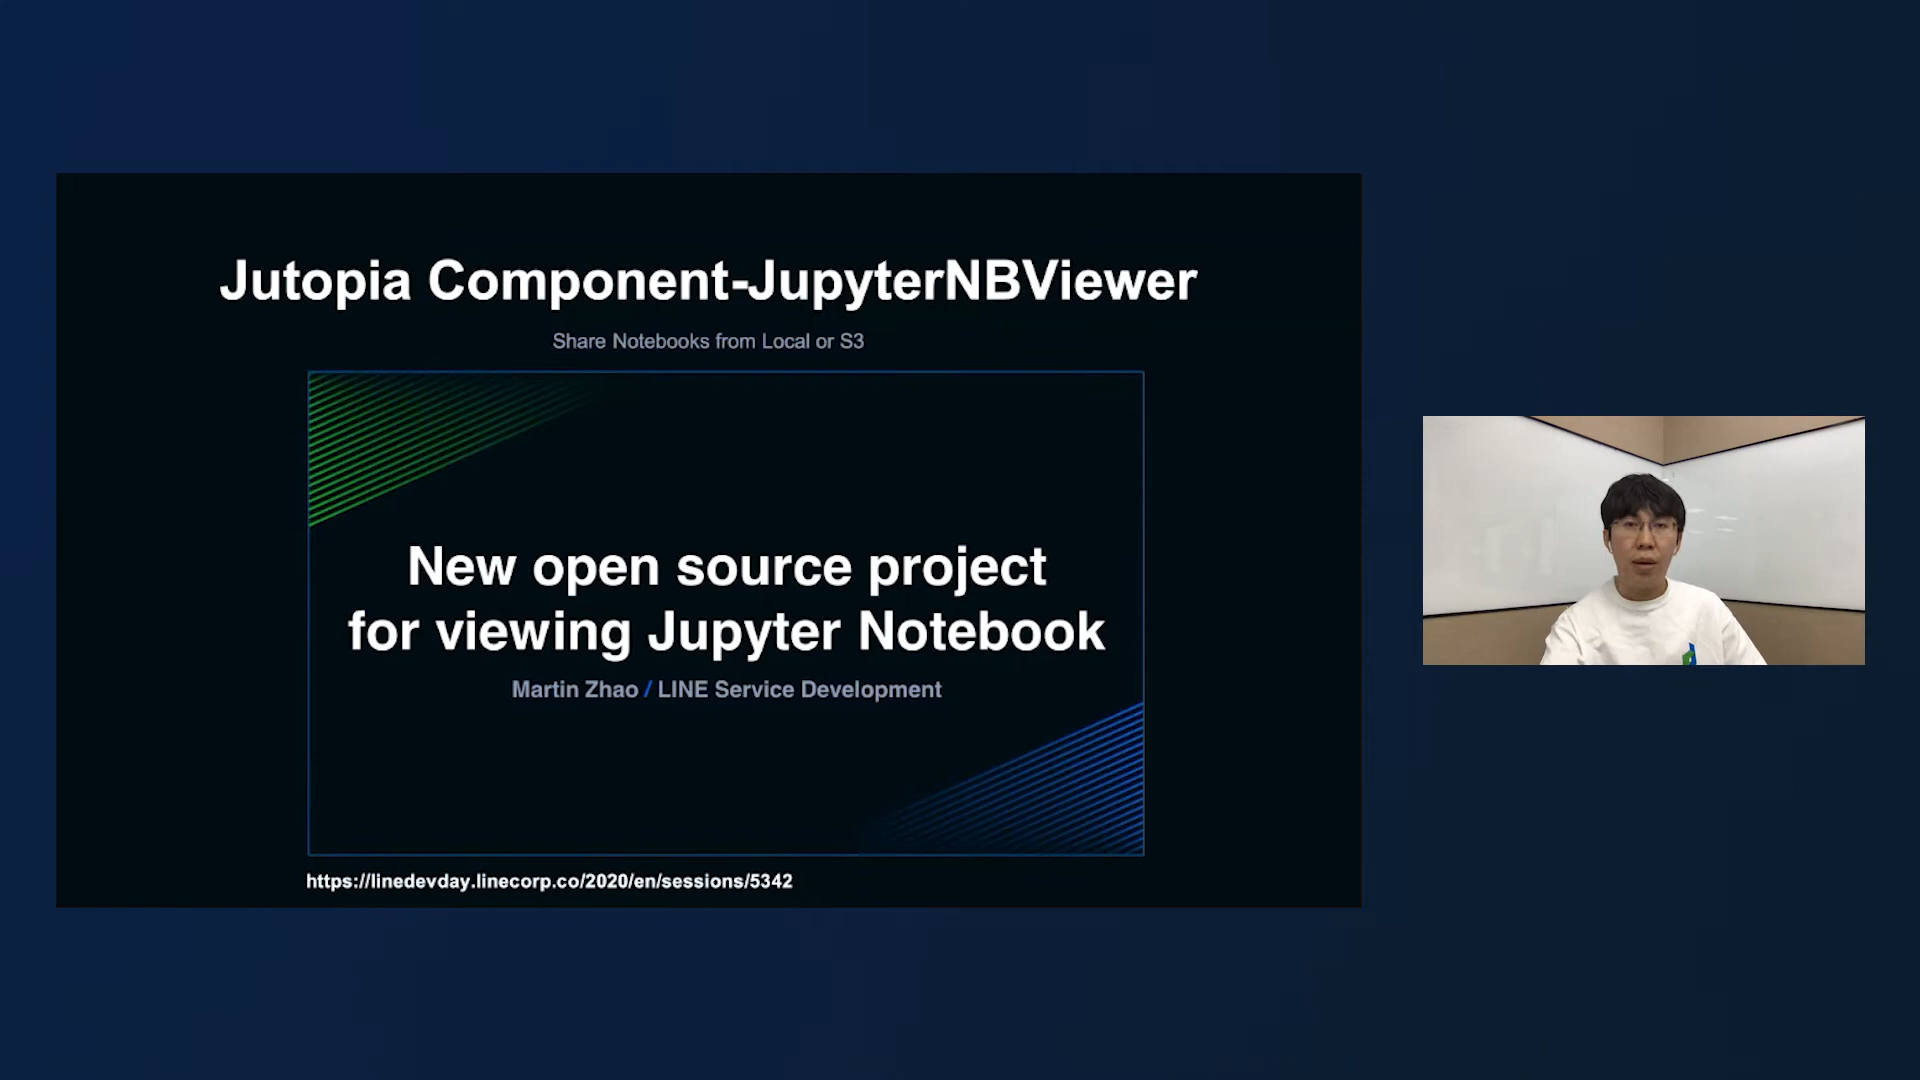 Jutopia Component-JupyterNBViewer
Share Notebooks from Local or S3
New open source project
for viewing Jupyter Notebook
Martin Zhao / LINE Service Development
https://linedevday.linecorp.co/2020/en/sessions/5342